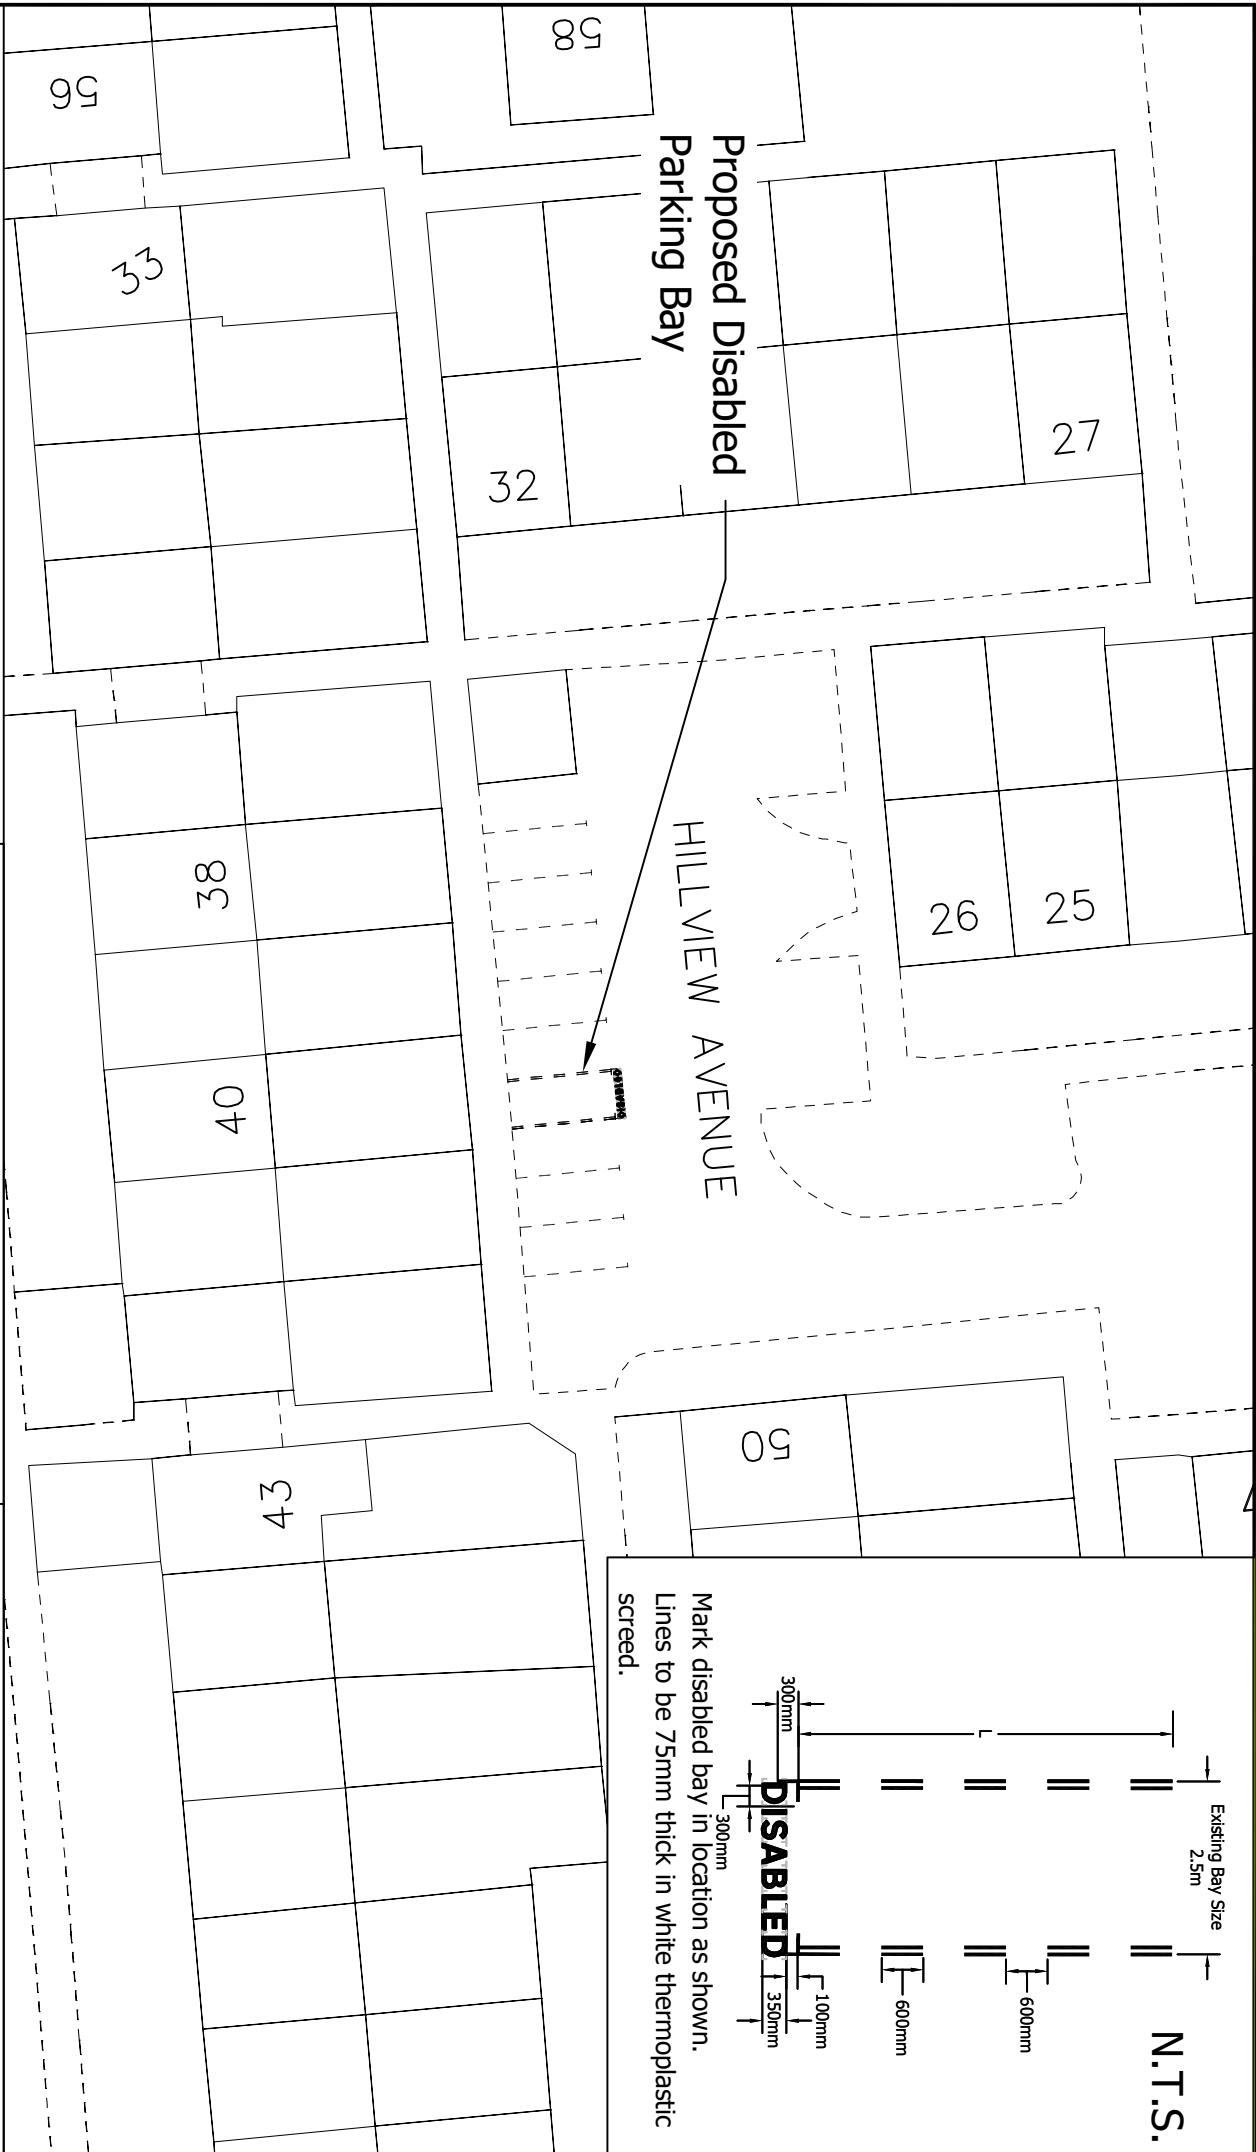 58
56
Proposed Disabled
Parking Bay
33
32
27
HILLVIEW AVENUE
38
26
25
40
DISABLED
50
43
N.T.S.
Existing Bay Size
2.5m
L
300mm
300mm
600mm
600mm
100mm
350mm
DISABLED
Mark disabled bay in location as shown.
Lines to be 75mm thick in white thermoplastic
screed.